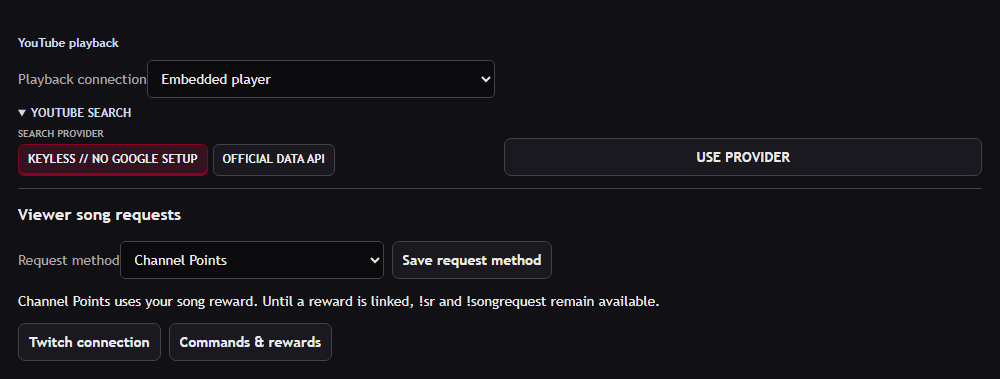 YouTube playback
Playback connection Embedded player
▼ YOUTUBE SEARCH
SEARCH PROVIDER
KEYLESS // NO GOOGLE SETUP OFFICIAL DATA API USE PROVIDER
Viewer song requests
Request method Channel Points Save request method
Channel Points uses your song reward. Until a reward is linked, !sr and !songrequest remain available.
Twitch connection Commands & rewards